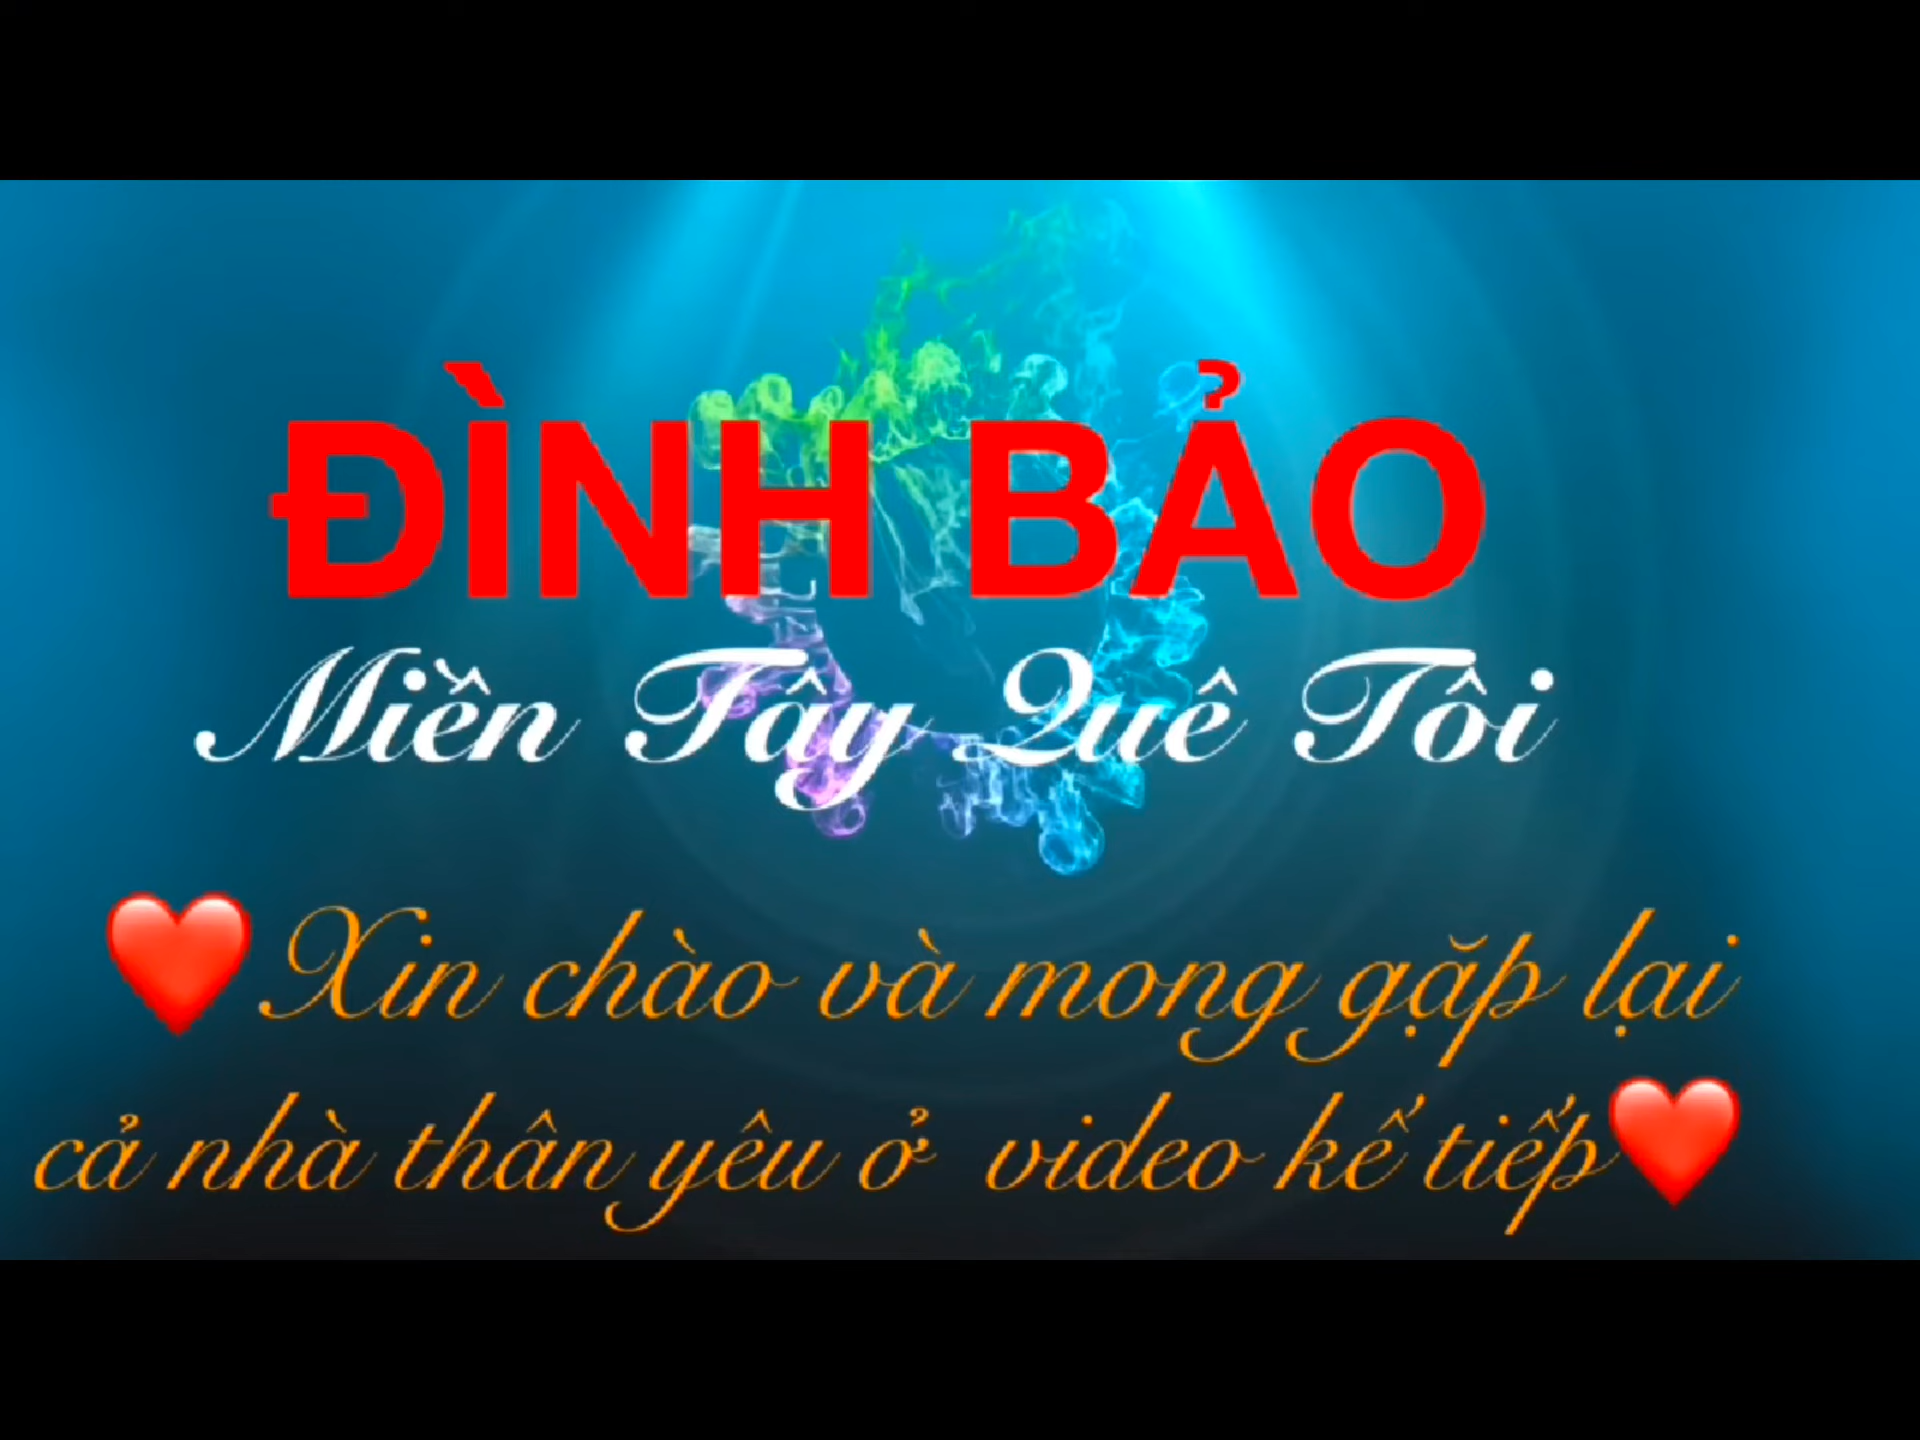 ĐÌNH BẢO
Miền Tây Quê Tôi
❤️Xin chào và mong gặp lại
cả nhà thân yêu ở video kế tiếp❤️